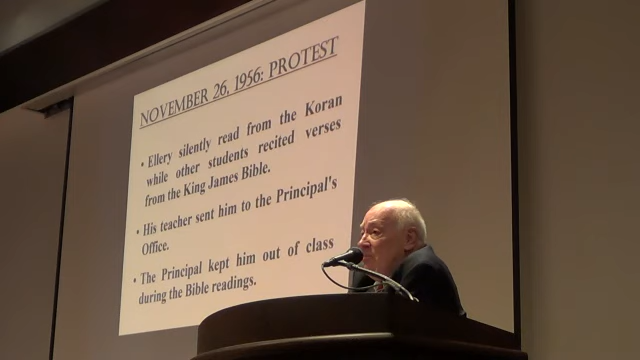 NOVEMBER 26, 1956: PROTEST
• Ellery silently read from the Koran
while other students recited verses
from the King James Bible.
• His teacher sent him to the Principal's
Office.
• The Principal kept him out of class
during the Bible readings.